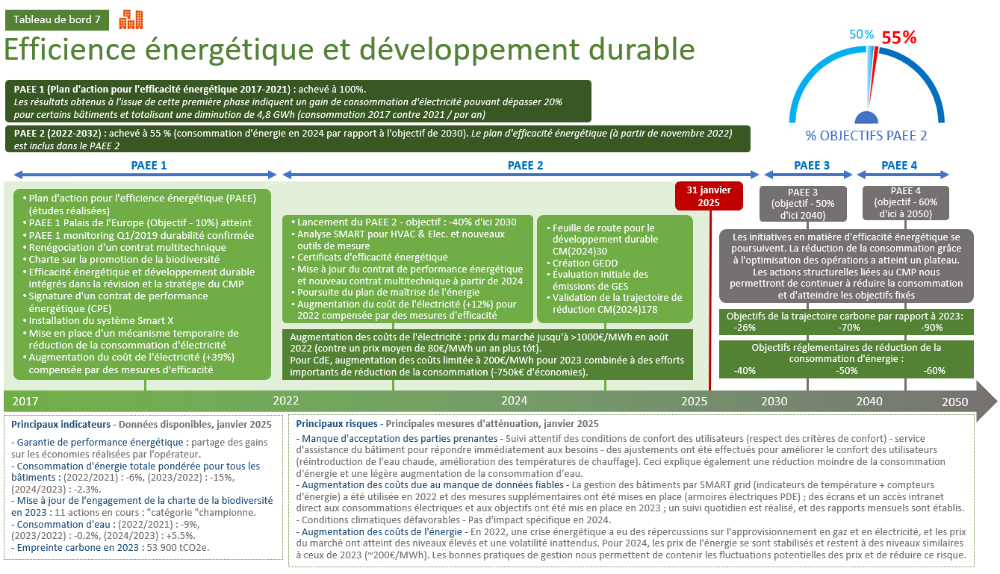 Tableau de bord 7
Efficience énergétique et développement durable
50%
55%
% OBJECTIFS PAEE 2
PAEE 1 (Plan d'action pour l'efficacité énergétique 2017-2021) : achevé à 100%.
Les résultats obtenus à l'issue de cette première phase indiquent un gain de consommation d'électricité pouvant dépasser 20%
pour certains bâtiments et totalisant une diminution de 4,8 GWh (consommation 2017 contre 2021 / par an)
PAEE 2 (2022-2032) : achevé à 55 % (consommation d'énergie en 2024 par rapport à l'objectif de 2030). Le plan d'efficacité énergétique (à partir de novembre 2022)
est inclus dans le PAEE 2
PAEE 1
PAEE 2
PAEE 3
PAEE 4
• Plan d'action pour l'efficience énergétique (PAEE)
(études réalisées)
• PAEE 1 Palais de l'Europe (Objectif - 10%) atteint
• PAEE 1 monitoring Q1/2019 durabilité confirmée
• Renégociation d'un contrat multitechnique
• Charte sur la promotion de la biodiversité
• Efficacité énergétique et développement durable
intégrés dans la révision et la stratégie du CMP
• Signature d'un contrat de performance
énergétique (CPE)
• Installation du système Smart X
• Mise en place d'un mécanisme temporaire de
réduction de la consommation d'électricité
• Augmentation du coût de l'électricité (+39%)
compensée par des mesures d'efficacité
• Lancement du PAEE 2 - objectif : -40% d'ici 2030
• Analyse SMART pour HVAC & Elec. et nouveaux
outils de mesure
• Certificats d'efficacité énergétique
• Mise à jour du contrat de performance énergétique
et nouveau contrat multitechnique à partir de 2024
• Poursuite du plan de maîtrise de l'énergie
• Augmentation du coût de l'électricité (+12%) pour
2022 compensée par des mesures d'efficacité
• Feuille de route pour le
développement durable
CM(2024)30
• Création GEDD
• Évaluation initiale des
émissions de GES
• Validation de la trajectoire de
réduction CM(2024)178
Augmentation des coûts de l'électricité : prix du marché jusqu'à >1000€/MWh en août
2022 (contre un prix moyen de 80€/MWh un an plus tôt).
Pour CdE, augmentation des coûts limitée à 200€/MWh pour 2023 combinée à des efforts
importants de réduction de la consommation (-750k€ d'économies).
31 janvier
2025
PAEE 3
(objectif - 50%
d'ici 2040)
PAEE 4
(objectif - 60%
d'ici à 2050)
Les initiatives en matière d'efficacité énergétique se
poursuivent. La réduction de la consommation grâce
à l'optimisation des opérations a atteint un plateau.
Les actions structurelles liées au CMP nous
permettront de continuer à réduire la consommation
et d'atteindre les objectifs fixés
Objectifs de la trajectoire carbone par rapport à 2023:
-26% -70% -90%
Objectifs réglementaires de réduction de la
consommation d'énergie :
-40% -50% -60%
2017 2022 2024 2025 2030 2040 2050
Principaux indicateurs - Données disponibles, janvier 2025
- Garantie de performance énergétique : partage des gains
sur les économies réalisées par l'opérateur.
- Consommation d'énergie totale pondérée pour tous les
bâtiments : (2022/2021) : -6%, (2023/2022) : -15%,
(2024/2023) : -2.3%.
- Mise à jour de l'engagement de la charte de la biodiversité
en 2023 : 11 actions en cours : "catégorie "championne.
- Consommation d'eau : (2022/2021) : -9%,
(2023/2022) : -0.2%, (2024/2023) : +5.5%.
- Empreinte carbone en 2023 : 53 900 tCO2e.
Principaux risques - Principales mesures d'atténuation, janvier 2025
- Manque d'acceptation des parties prenantes - Suivi attentif des conditions de confort des utilisateurs (respect des critères de confort) - service
d'assistance du bâtiment pour répondre immédiatement aux besoins - des ajustements ont été effectués pour améliorer le confort des utilisateurs
(réintroduction de l'eau chaude, amélioration des températures de chauffage). Ceci explique également une réduction moindre de la consommation
d'énergie et une légère augmentation de la consommation d'eau.
- Augmentation des coûts due au manque de données fiables - La gestion des bâtiments par SMART grid (indicateurs de température + compteurs
d'énergie) a été utilisée en 2022 et des mesures supplémentaires ont été mises en place (armoires électriques PDE) ; des écrans et un accès intranet
direct aux consommations électriques et aux objectifs ont été mis en place en 2023 ; un suivi quotidien est réalisé, et des rapports mensuels sont établis.
- Conditions climatiques défavorables - Pas d'impact spécifique en 2024.
- Augmentation des coûts de l'énergie - En 2022, une crise énergétique a eu des répercussions sur l'approvisionnement en gaz et en électricité, et les prix
du marché ont atteint des niveaux élevés et une volatilité inattendus. Pour 2024, les prix de l'énergie se sont stabilisés et restent à des niveaux similaires
à ceux de 2023 (~200€/MWh). Les bonnes pratiques de gestion nous permettent de contenir les fluctuations potentielles des prix et de réduire ce risque.